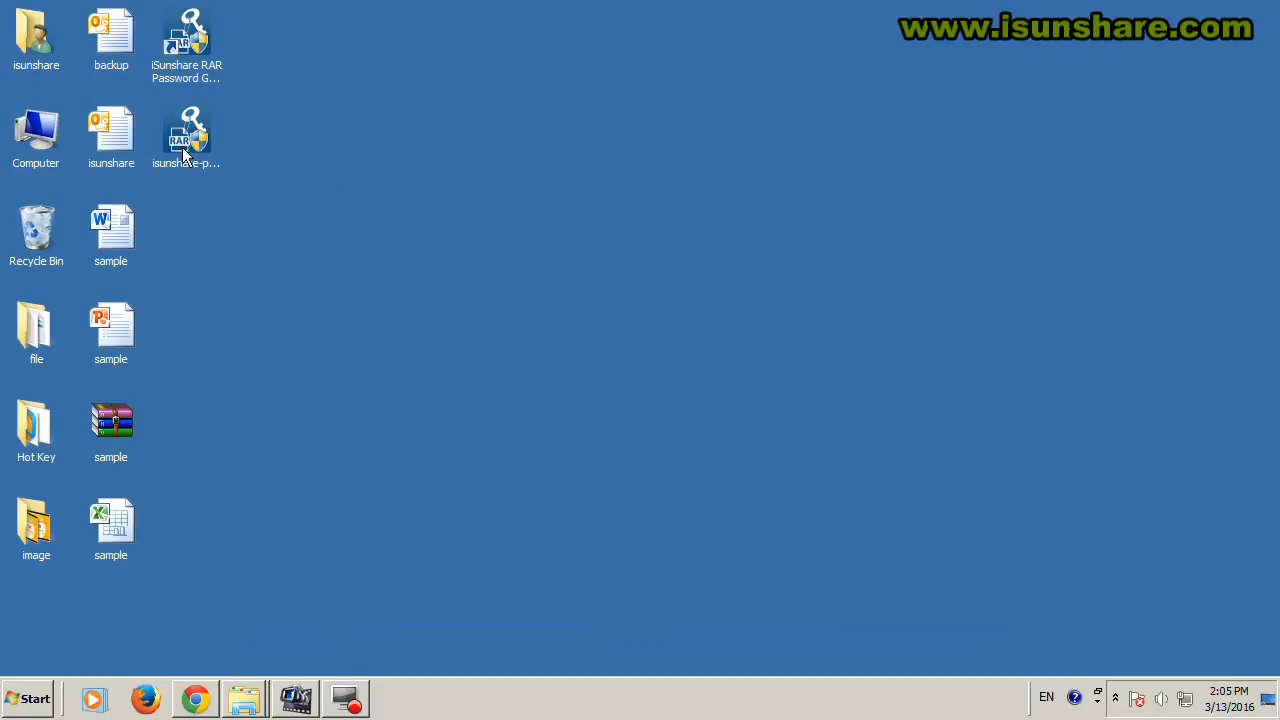 www.isunshare.com
isunshare
backup
iSunshare RAR
Password G...
Computer
isunshare
isunshare-p...
RAR
Recycle Bin
sample
file
sample
Hot Key
sample
image
sample
Start
EN
2:05 PM
3/13/2016